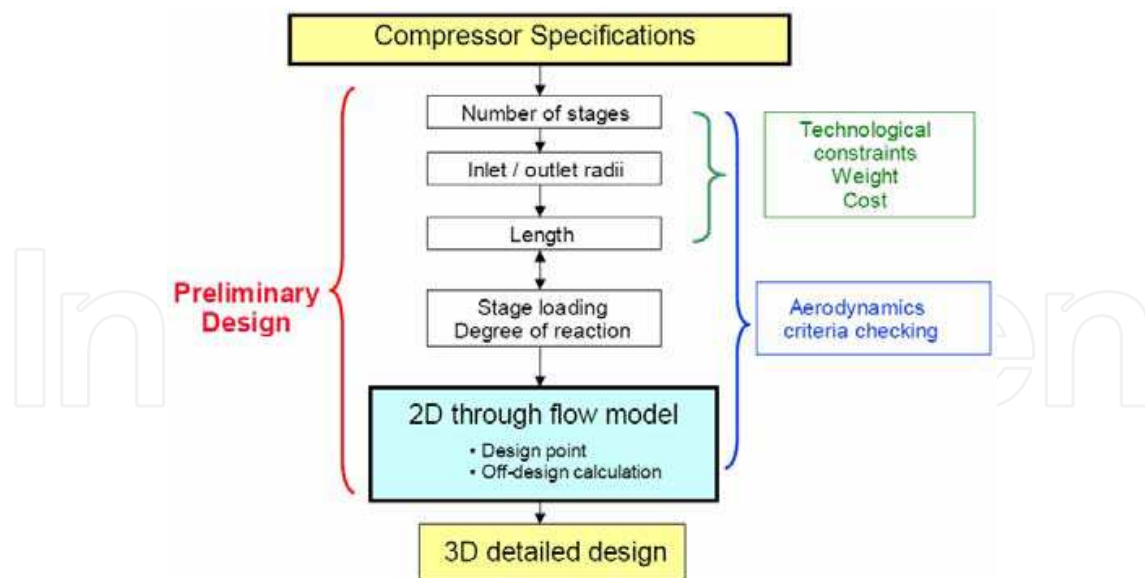 Compressor Specifications
Number of stages
Inlet / outlet radii
Length
Stage loading
Degree of reaction
2D through flow model
• Design point
• Off-design calculation
3D detailed design
Preliminary
Design
Technological
constraints
Weight
Cost
Aerodynamics
criteria checking